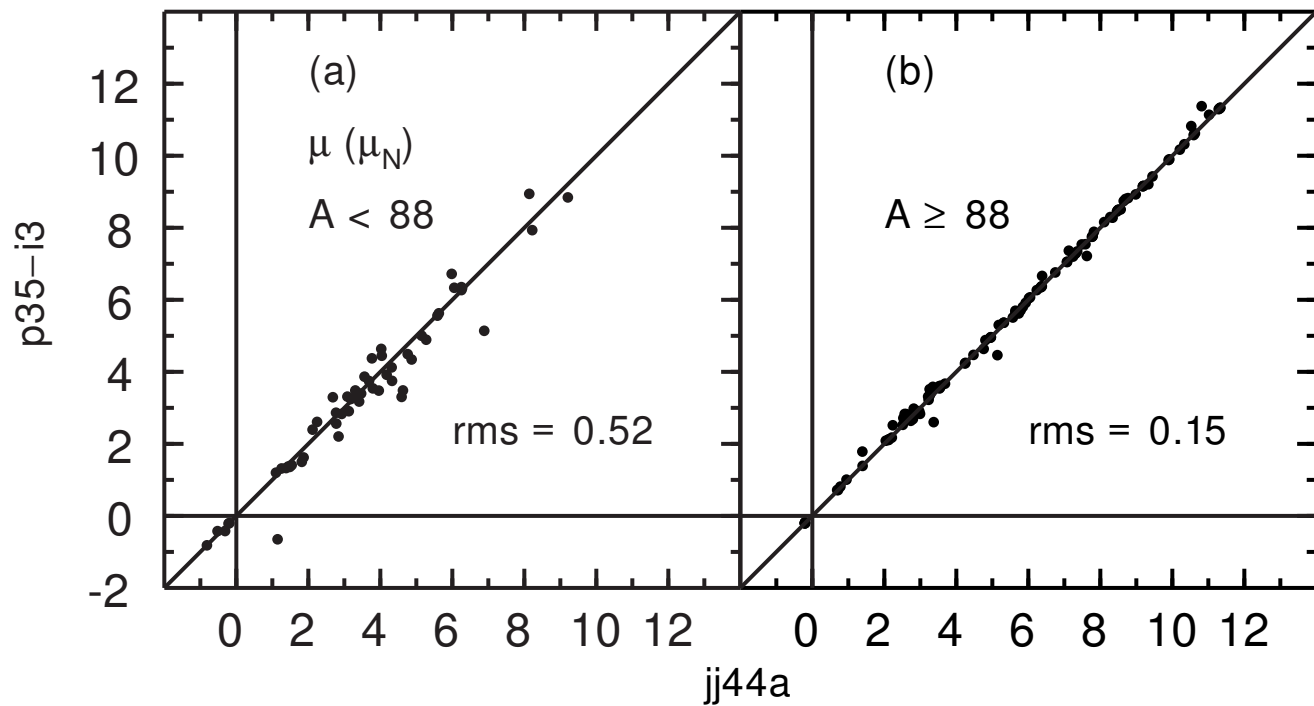 (a)
(b)
μ (μN)
A < 88
A ≥ 88
rms = 0.52
rms = 0.15
p35−i3
12
10
8
6
4
2
0
-2
0 2 4 6 8 10 12
0 2 4 6 8 10 12
jj44a